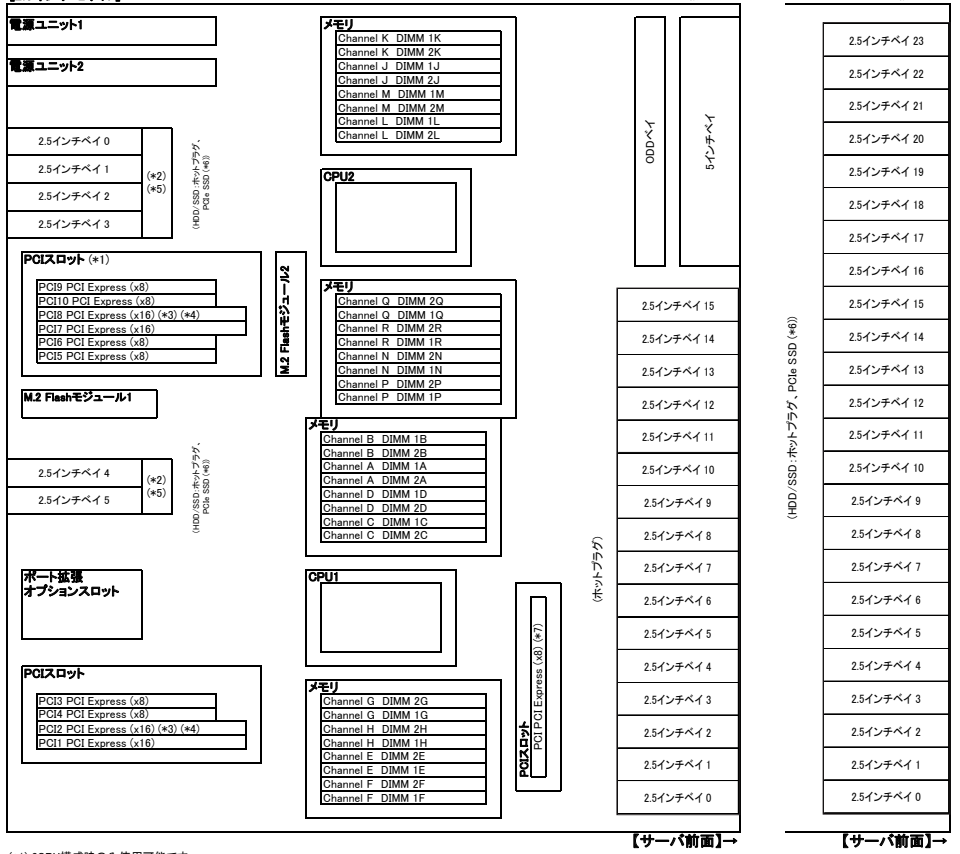 電源ユニット1
電源ユニット2
2.5インチベイ 0
2.5インチベイ 1
2.5インチベイ 2
2.5インチベイ 3
(*2)
(*5)
(HDD/SSD:ホットプラグ、
PCIe SSD (*6))
PCIスロット (*1)
PCI9 PCI Express (x8)
PCI10 PCI Express (x8)
PCI8 PCI Express (x16) (*3) (*4)
PCI7 PCI Express (x16)
PCI6 PCI Express (x8)
PCI5 PCI Express (x8)
M.2 Flashモジュール2
M.2 Flashモジュール1
2.5インチベイ 4
2.5インチベイ 5
(*2)
(*5)
(HDD/SSD:ホットプラグ、
PCIe SSD (*6))
ポート拡張
オプションスロット
PCIスロット
PCI3 PCI Express (x8)
PCI4 PCI Express (x8)
PCI2 PCI Express (x16) (*3) (*4)
PCI1 PCI Express (x16)
メモリ
Channel K DIMM 1K
Channel K DIMM 2K
Channel J DIMM 1J
Channel J DIMM 2J
Channel M DIMM 1M
Channel M DIMM 2M
Channel L DIMM 1L
Channel L DIMM 2L
CPU2
メモリ
Channel Q DIMM 2Q
Channel Q DIMM 1Q
Channel R DIMM 2R
Channel R DIMM 1R
Channel N DIMM 2N
Channel N DIMM 1N
Channel P DIMM 2P
Channel P DIMM 1P
メモリ
Channel B DIMM 1B
Channel B DIMM 2B
Channel A DIMM 1A
Channel A DIMM 2A
Channel D DIMM 1D
Channel D DIMM 2D
Channel C DIMM 1C
Channel C DIMM 2C
CPU1
メモリ
Channel G DIMM 2G
Channel G DIMM 1G
Channel H DIMM 2H
Channel H DIMM 1H
Channel E DIMM 2E
Channel E DIMM 1E
Channel F DIMM 2F
Channel F DIMM 1F
PCIスロット
PCI PCI Express (x8) (*7)
ODDベイ
5インチベイ
(ホットプラグ)
2.5インチベイ 15
2.5インチベイ 14
2.5インチベイ 13
2.5インチベイ 12
2.5インチベイ 11
2.5インチベイ 10
2.5インチベイ 9
2.5インチベイ 8
2.5インチベイ 7
2.5インチベイ 6
2.5インチベイ 5
2.5インチベイ 4
2.5インチベイ 3
2.5インチベイ 2
2.5インチベイ 1
2.5インチベイ 0
【サーバ前面】→
(HDD/SSD:ホットプラグ、PCIe SSD (*6))
2.5インチベイ 23
2.5インチベイ 22
2.5インチベイ 21
2.5インチベイ 20
2.5インチベイ 19
2.5インチベイ 18
2.5インチベイ 17
2.5インチベイ 16
2.5インチベイ 15
2.5インチベイ 14
2.5インチベイ 13
2.5インチベイ 12
2.5インチベイ 11
2.5インチベイ 10
2.5インチベイ 9
2.5インチベイ 8
2.5インチベイ 7
2.5インチベイ 6
2.5インチベイ 5
2.5インチベイ 4
2.5インチベイ 3
2.5インチベイ 2
2.5インチベイ 1
2.5インチベイ 0
【サーバ前面】→